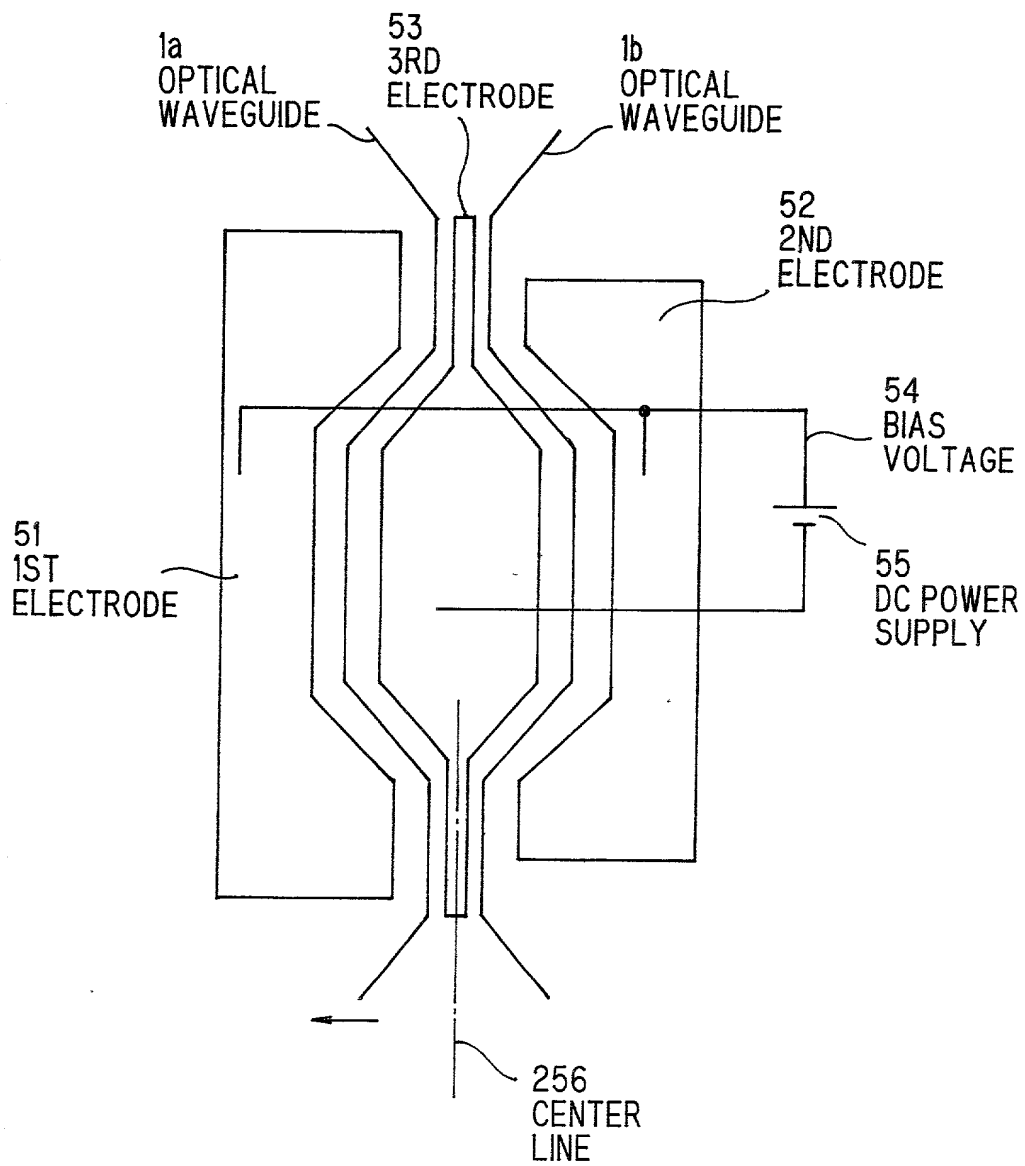 1a
OPTICAL
WAVEGUIDE
53
3RD
ELECTRODE
1b
OPTICAL
WAVEGUIDE
52
2ND
ELECTRODE
54
BIAS
VOLTAGE
51
1ST
ELECTRODE
55
DC POWER
SUPPLY
256
CENTER
LINE